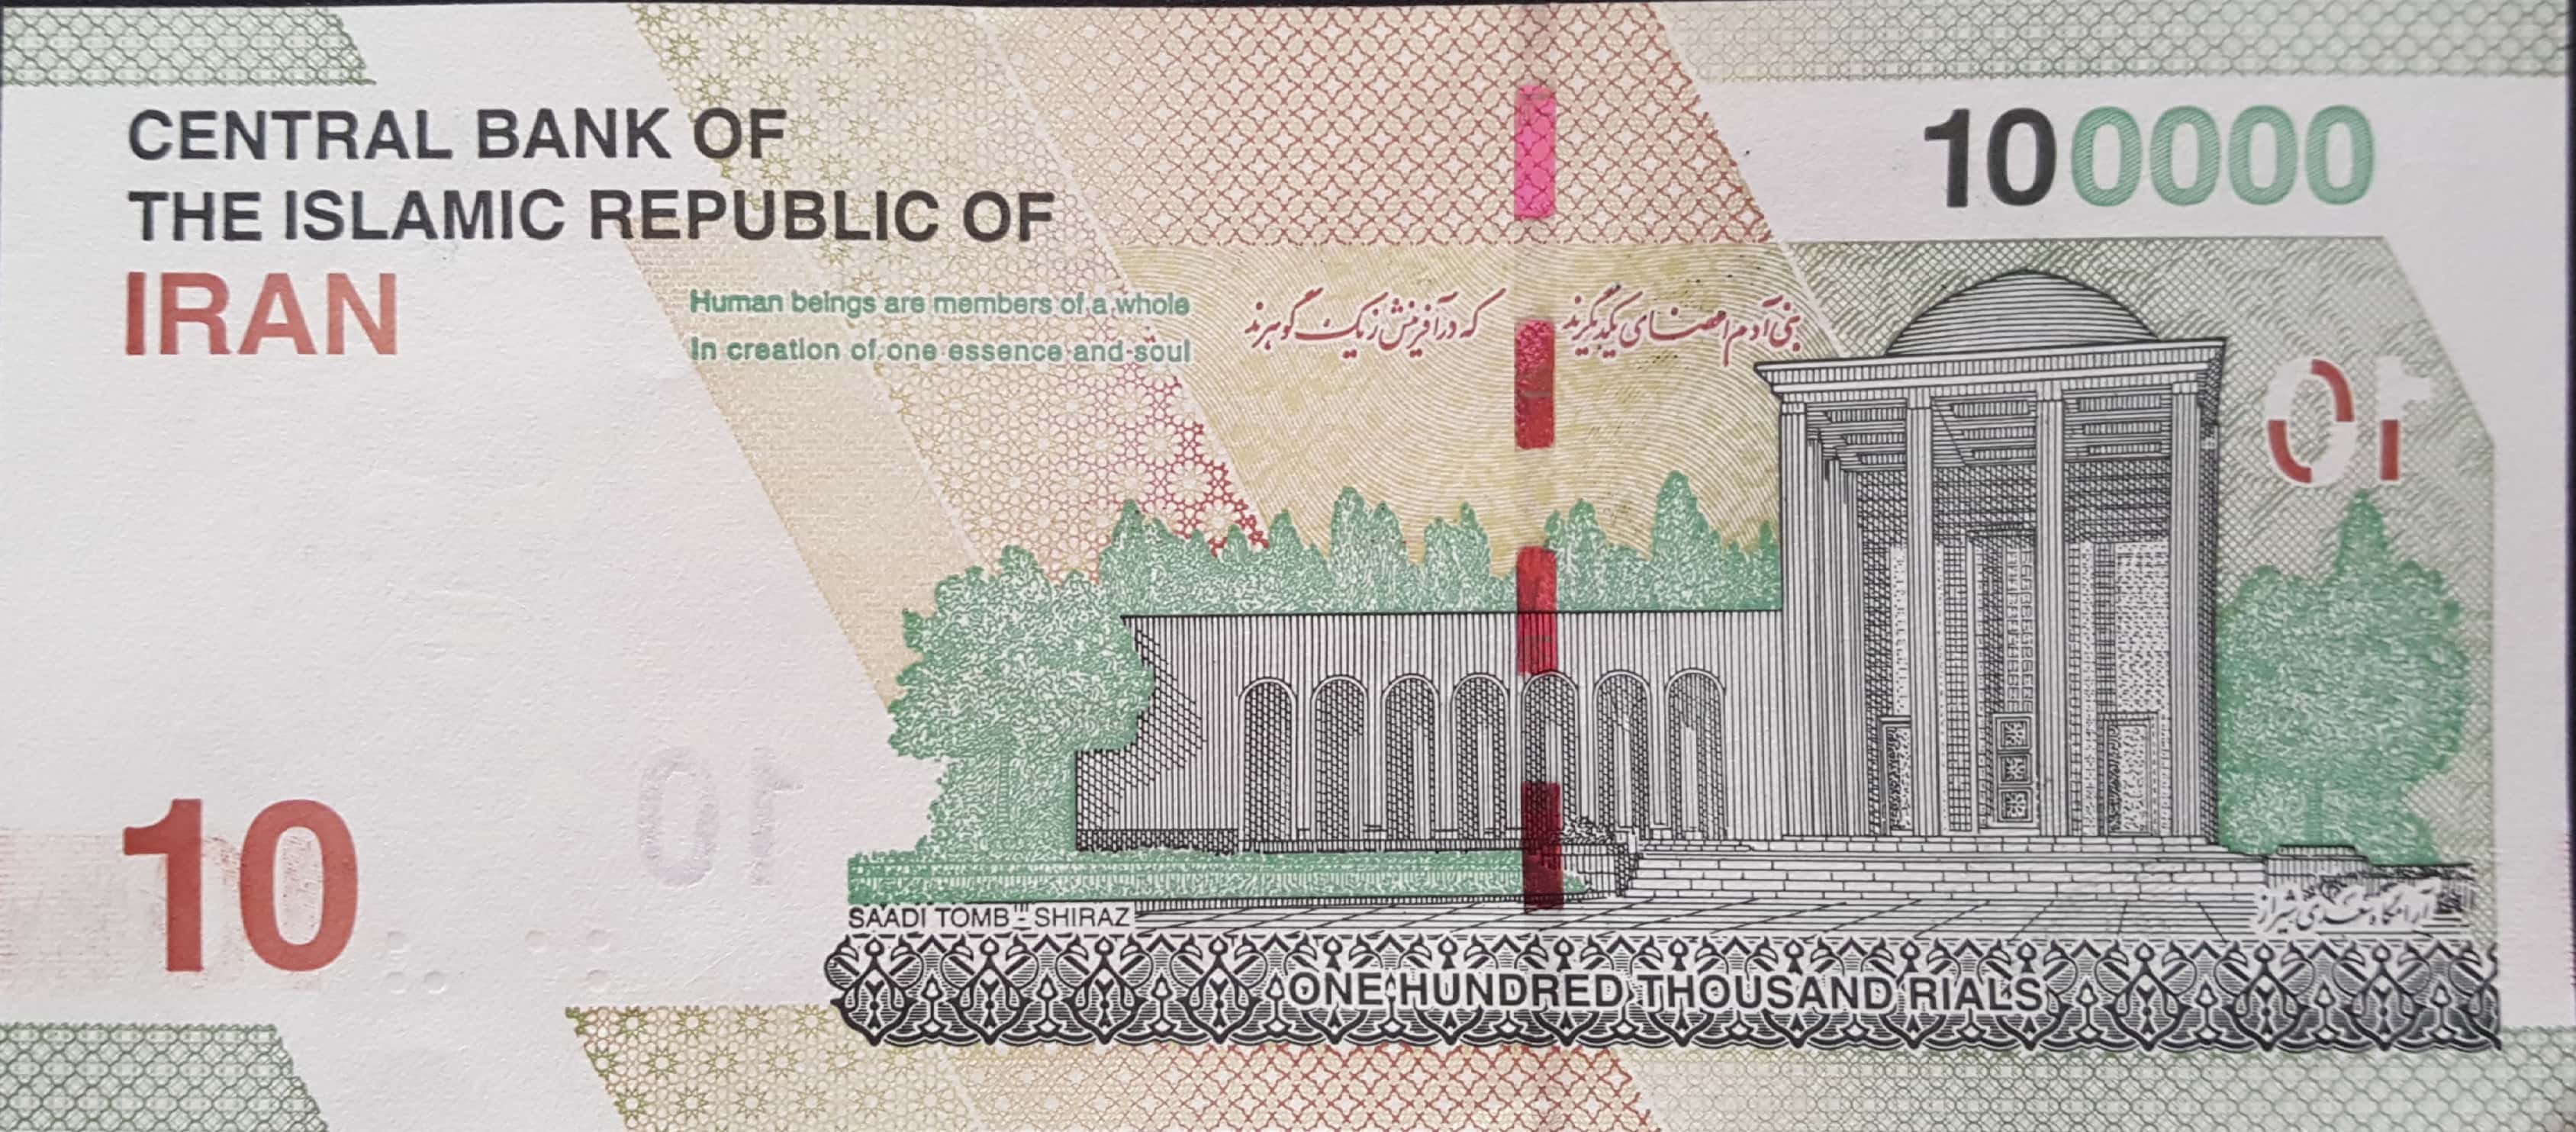 CENTRAL BANK OF
THE ISLAMIC REPUBLIC OF
IRAN
100000
Human beings are members of a whole
In creation of one essence and soul
بنی آدم اعضای یکدیگرند که در آفرینش ز یک گوهرند
10
10
10
SAADI TOMB - SHIRAZ
آرامگاه سعدی شیراز
ONE HUNDRED THOUSAND RIALS